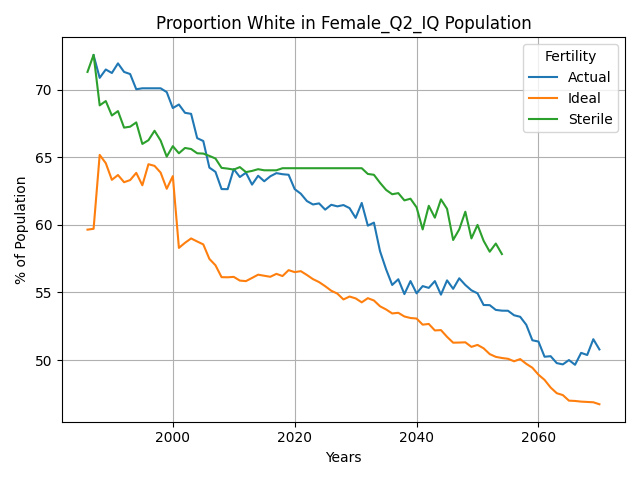 Proportion White in Female_Q2_IQ Population
Fertility
Actual
Ideal
Sterile
% of Population
70
65
60
55
50
2000
2020
2040
2060
Years